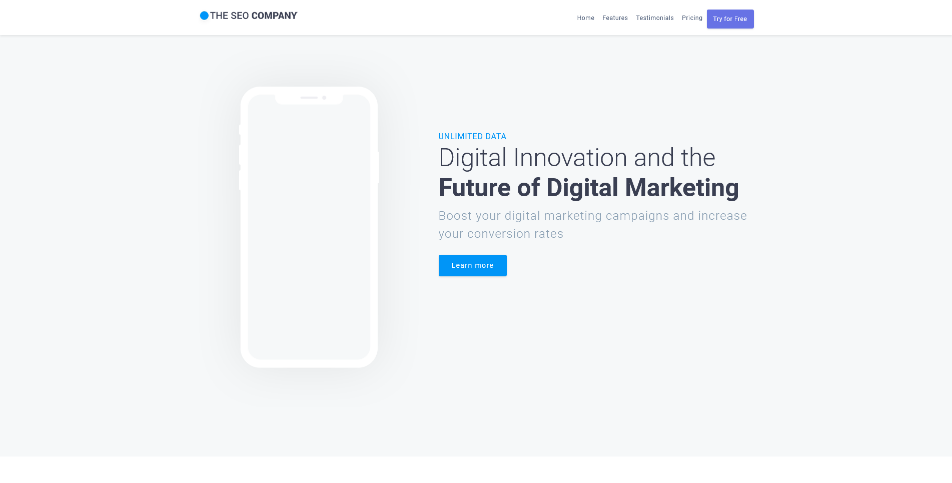 THE SEO COMPANY
Home Features Testimonials Pricing Try for Free
UNLIMITED DATA
Digital Innovation and the
Future of Digital Marketing
Boost your digital marketing campaigns and increase
your conversion rates
Learn more